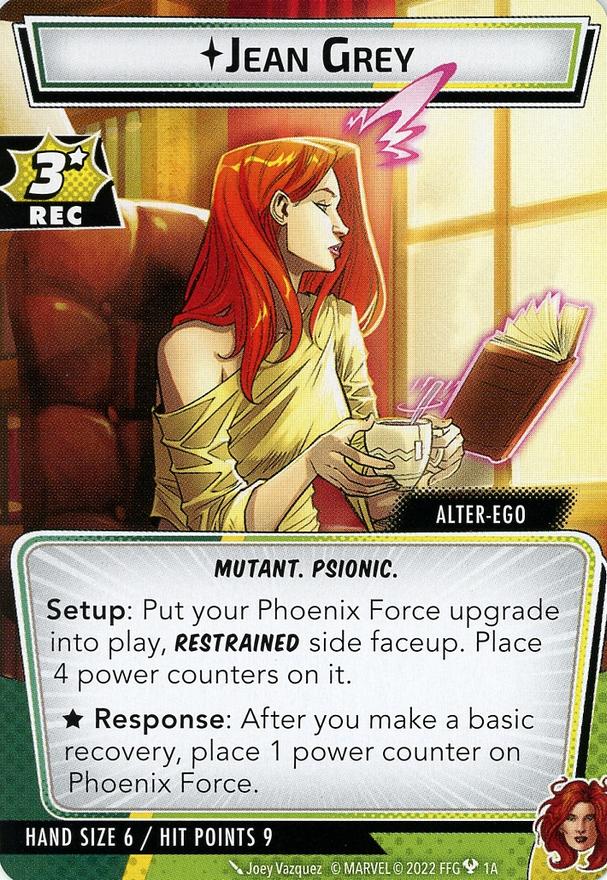 JEAN GREY
3
REC
ALTER-EGO
MUTANT. PSIONIC.
Setup: Put your Phoenix Force upgrade
into play, RESTRAINED side faceup. Place
4 power counters on it.
★ Response: After you make a basic
recovery, place 1 power counter on
Phoenix Force.
HAND SIZE 6 / HIT POINTS 9
Joey Vazquez © MARVEL © 2022 FFG 1A